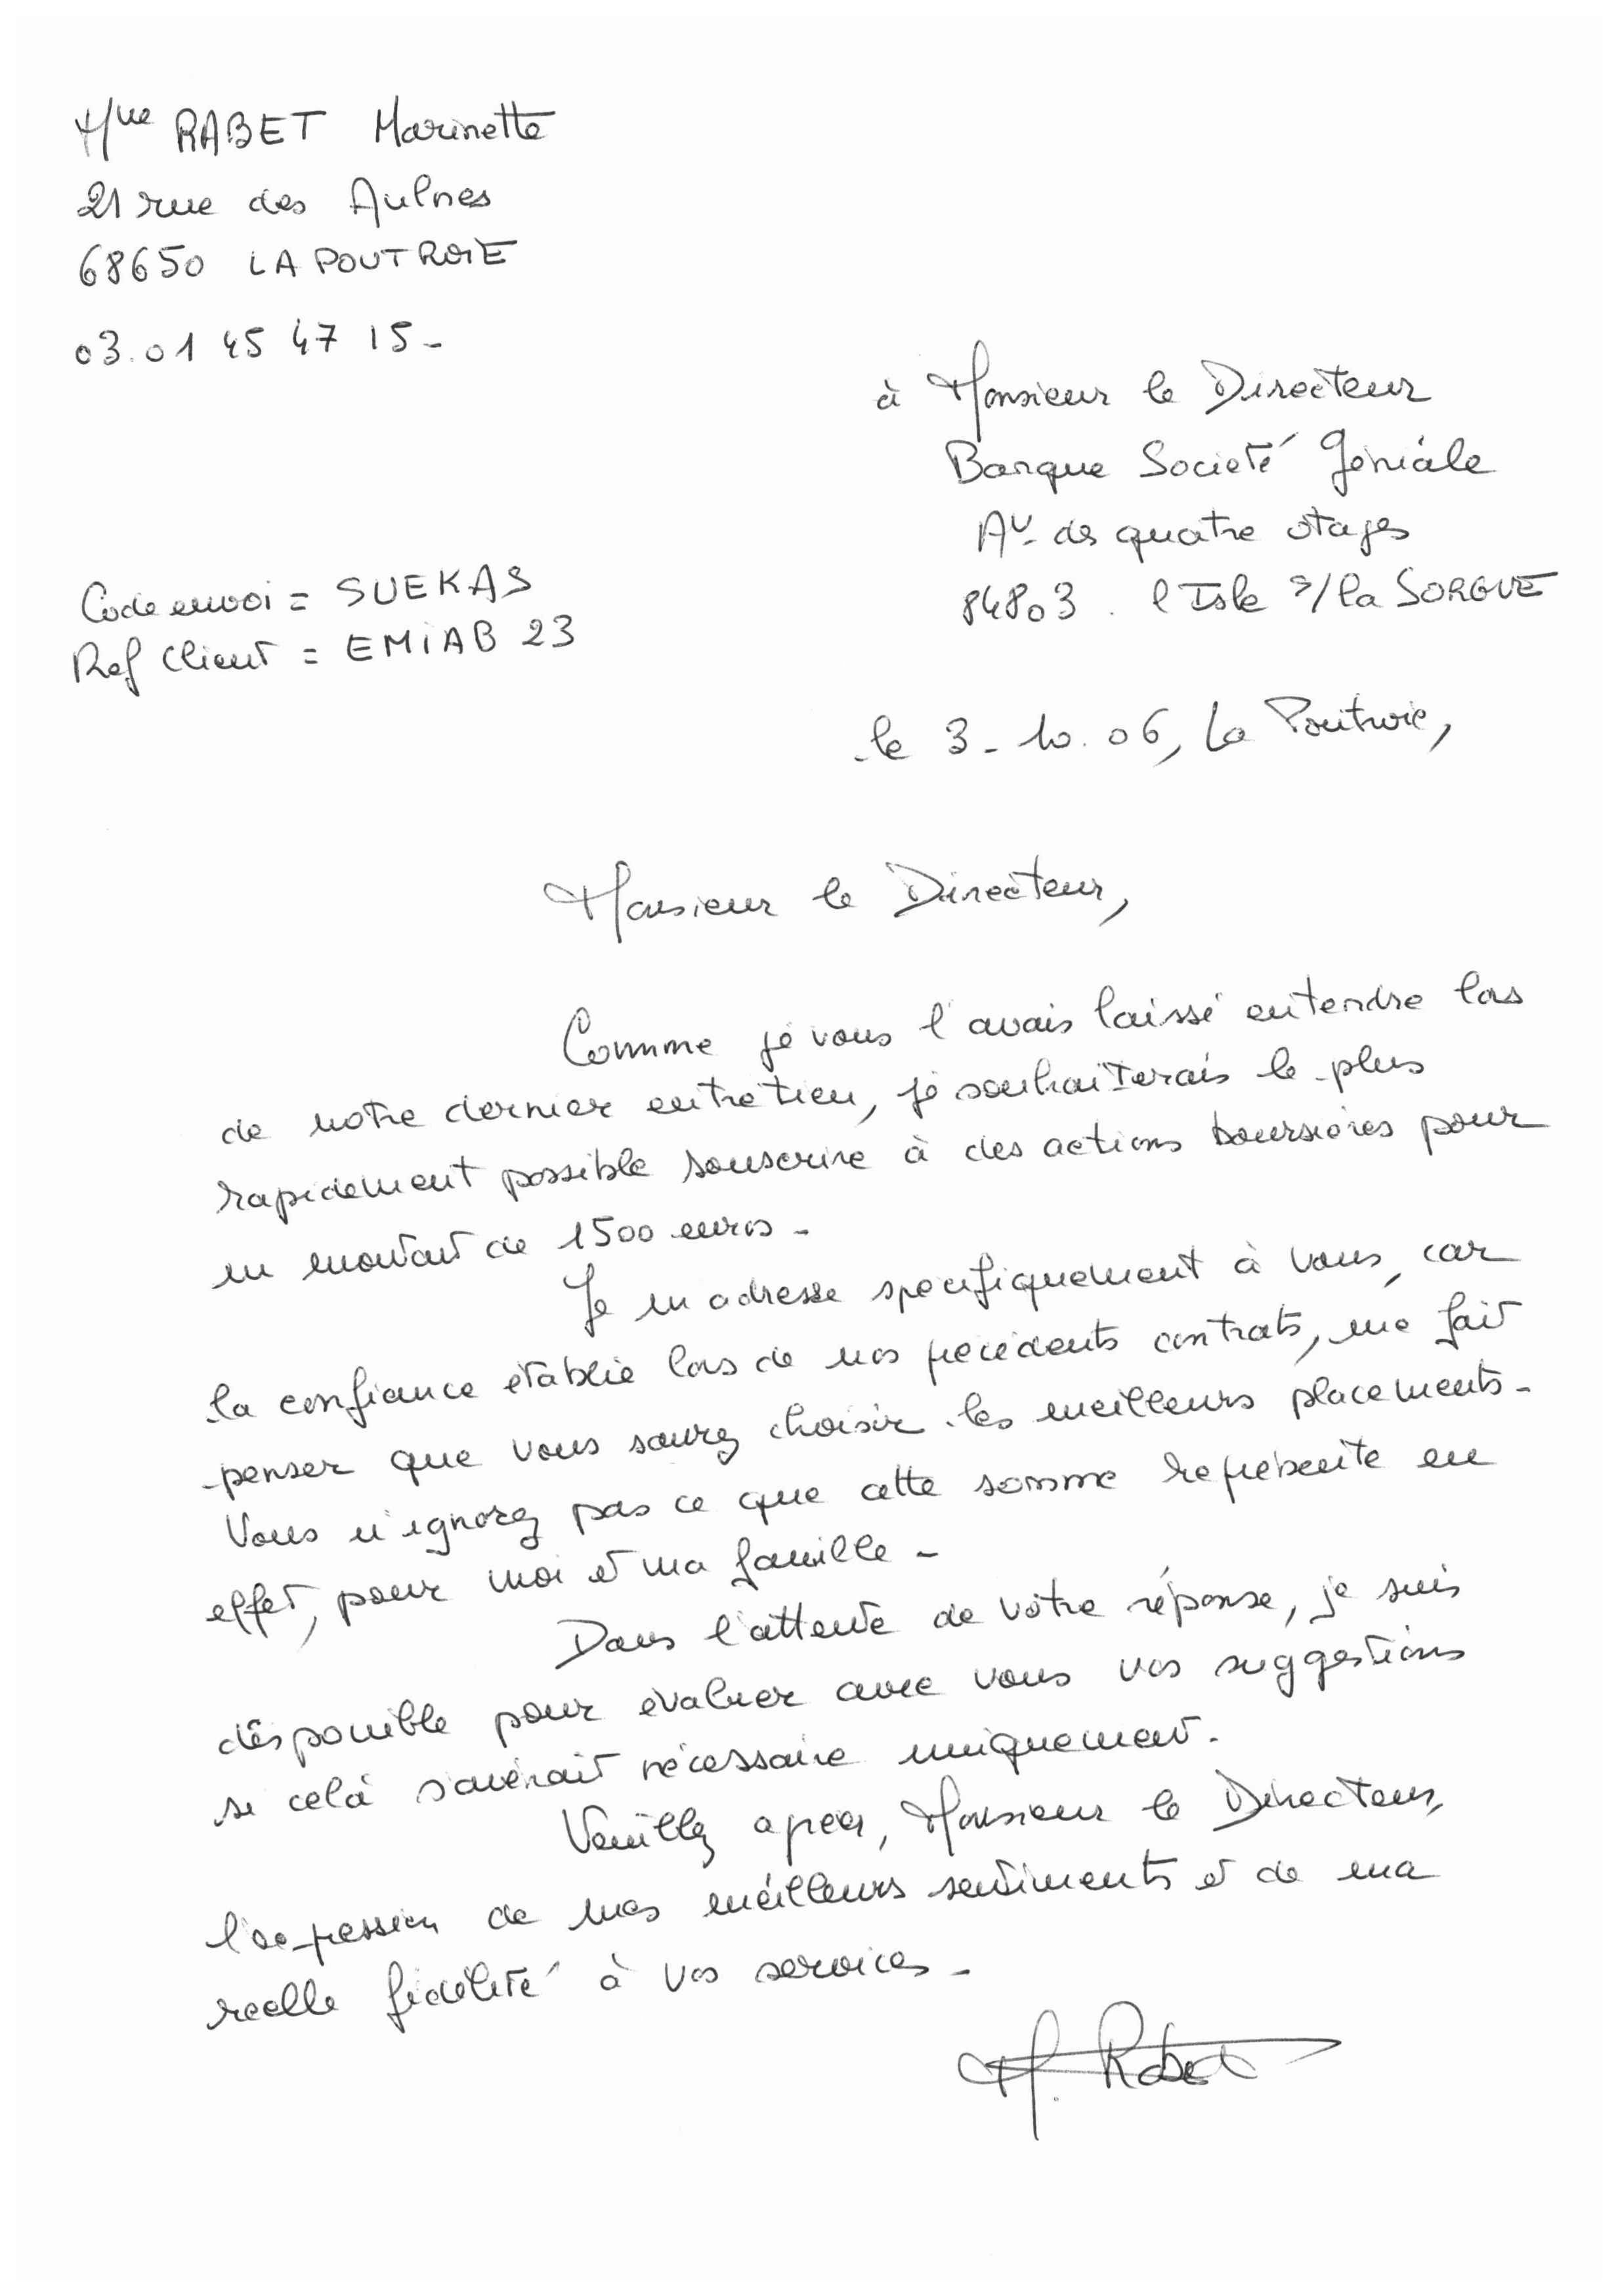 Mme RABET Marinette
21 rue des Aulnes
68650 LAPOUTROIE
03.01 45 47 15-
à Monsieur le Directeur
Banque Société Géniale
Av. des quatre otages
84803. l'Isle s/ la SORGUE
Code envoi = SUEKAS
Ref client = EMIAB 23
le 3-10.06, La Poutroie,
Monsieur le Directeur,
Comme je vous l'avais laissé entendre lors
de notre dernier entretien, je souhaiterais le plus
rapidement possible souscrire à des actions boursières pour
un montant de 1500 euros-
Je m'adresse spécifiquement à vous, car
la confiance établie lors de nos précédents contrats, me fait
penser que vous saurez choisir les meilleurs placements-
Vous n'ignorez pas ce que cette somme représente en
effet, pour moi et ma famille-
Dans l'attente de votre réponse, je suis
disponible pour évaluer avec vous vos suggestions
si celà s'avérait nécessaire uniquement.
Veuillez agréer, Monsieur le Directeur,
l'expression de mes meilleurs sentiments et de ma
réelle fidélité à vos services-
M. Rabet